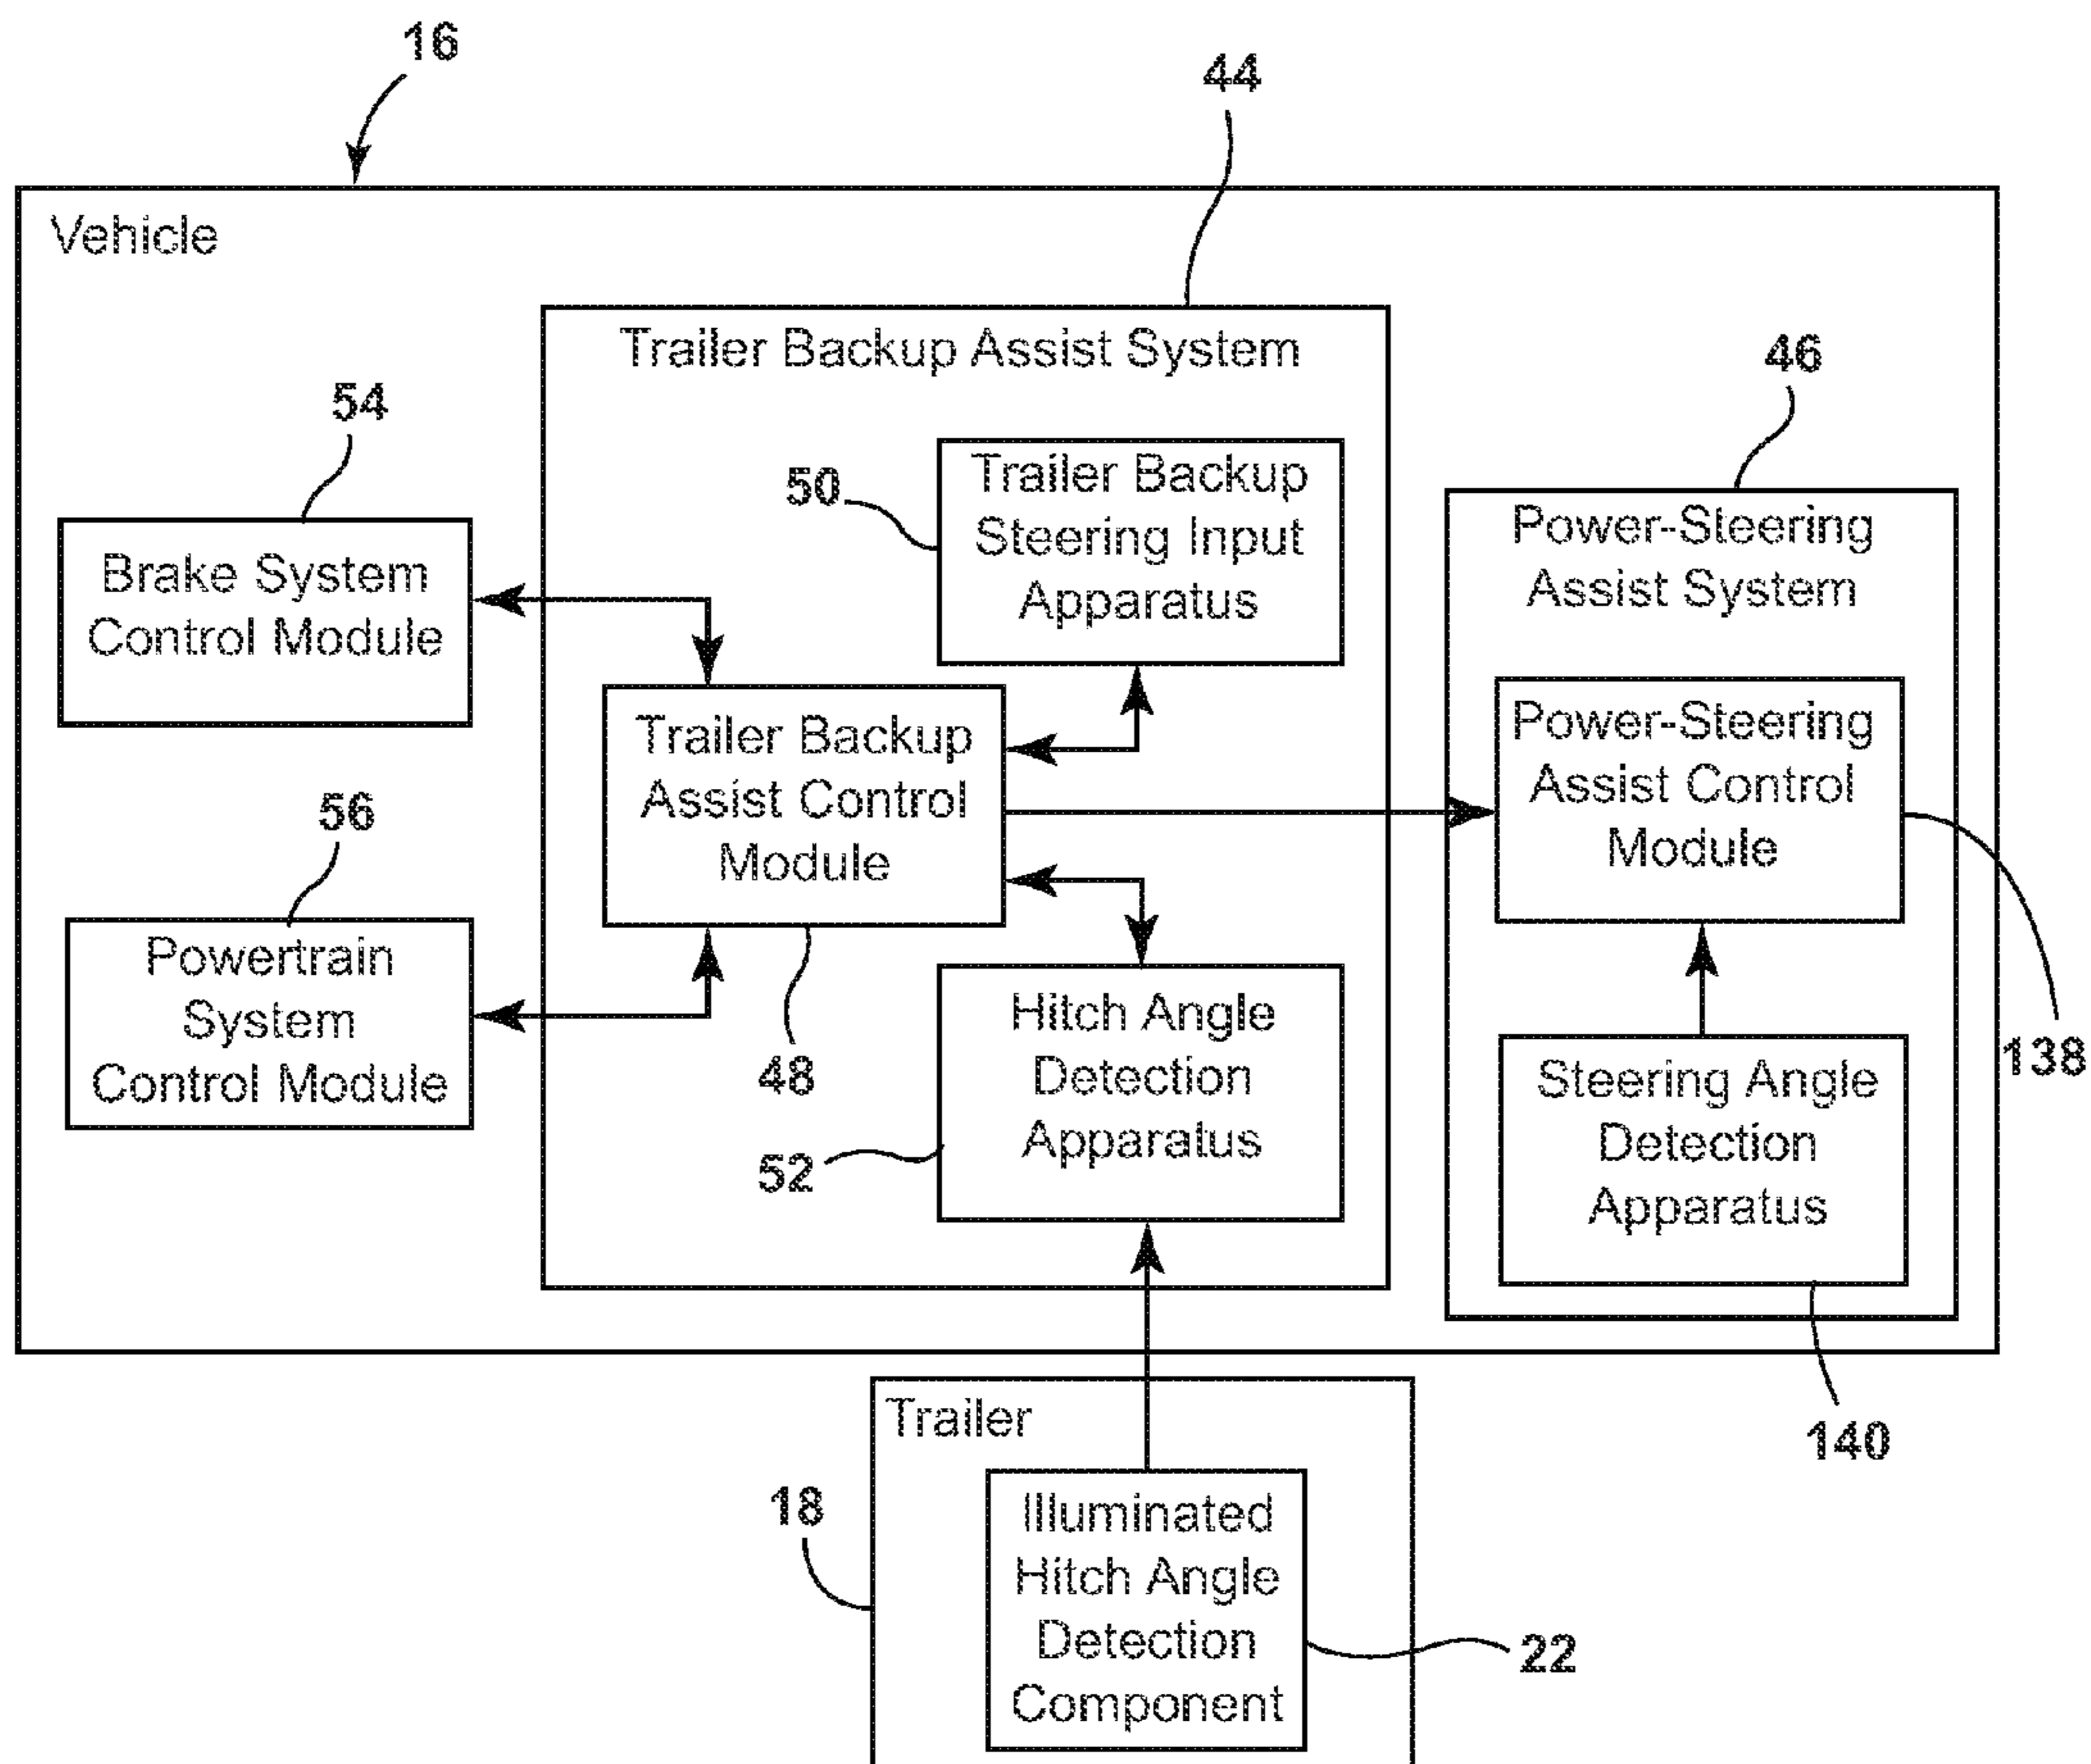 16
44
Vehicle
Trailer Backup Assist System
46
54
50
Trailer Backup
Steering Input
Apparatus
Power-Steering
Assist System
Brake System
Control Module
Trailer Backup
Assist Control
Module
Power-Steering
Assist Control
Module
56
Powertrain
System
Control Module
48
Hitch Angle
Detection
Apparatus
52
138
Steering Angle
Detection
Apparatus
140
Trailer
18
Illuminated
Hitch Angle
Detection
Component
22